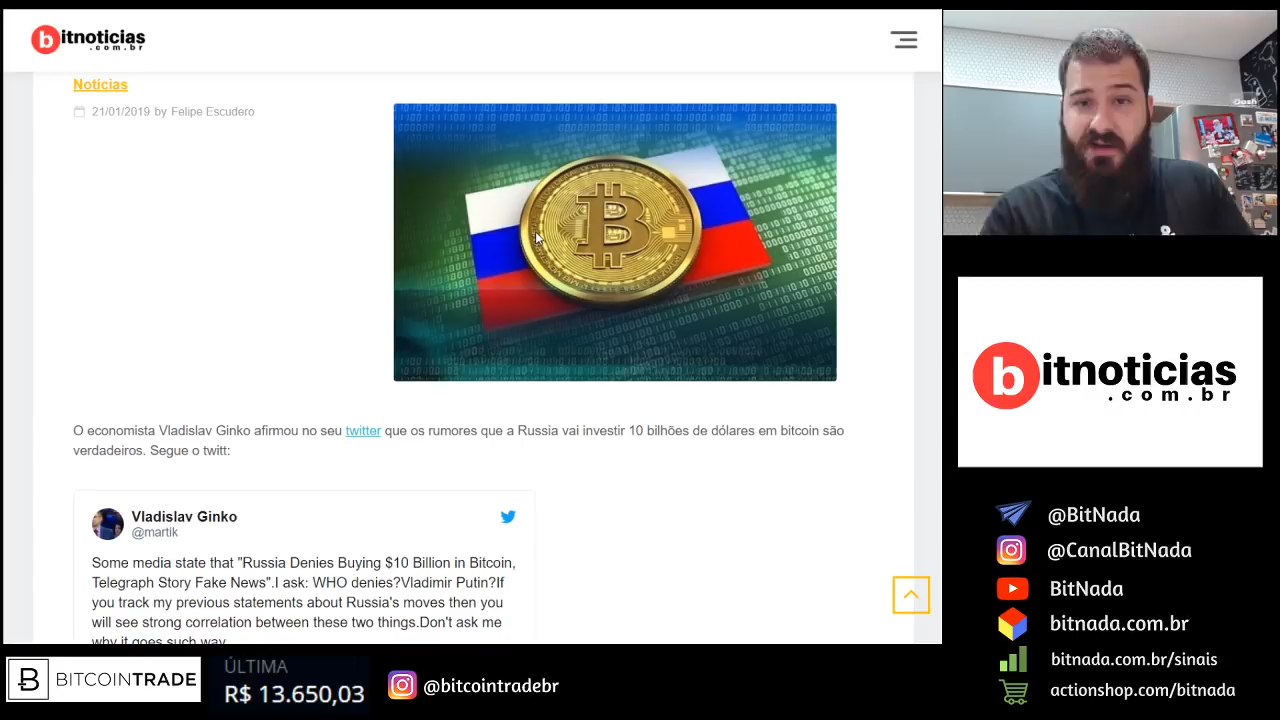 bitnoticias
.com.br
Notícias
21/01/2019 by Felipe Escudero
O economista Vladislav Ginko afirmou no seu twitter que os rumores que a Russia vai investir 10 bilhões de dólares em bitcoin são
verdadeiros. Segue o twitt:
Vladislav Ginko
@martik
Some media state that "Russia Denies Buying $10 Billion in Bitcoin,
Telegraph Story Fake News".I ask: WHO denies?Vladimir Putin?If
you track my previous statements about Russia's moves then you
will see strong correlation between these two things.Don't ask me
why it goes such way
bitnoticias
.com.br
@BitNada
@CanalBitNada
BitNada
bitnada.com.br
bitnada.com.br/sinais
actionshop.com/bitnada
BITCOINTRADE
ÚLTIMA
R$ 13.650,03
@bitcointradebr